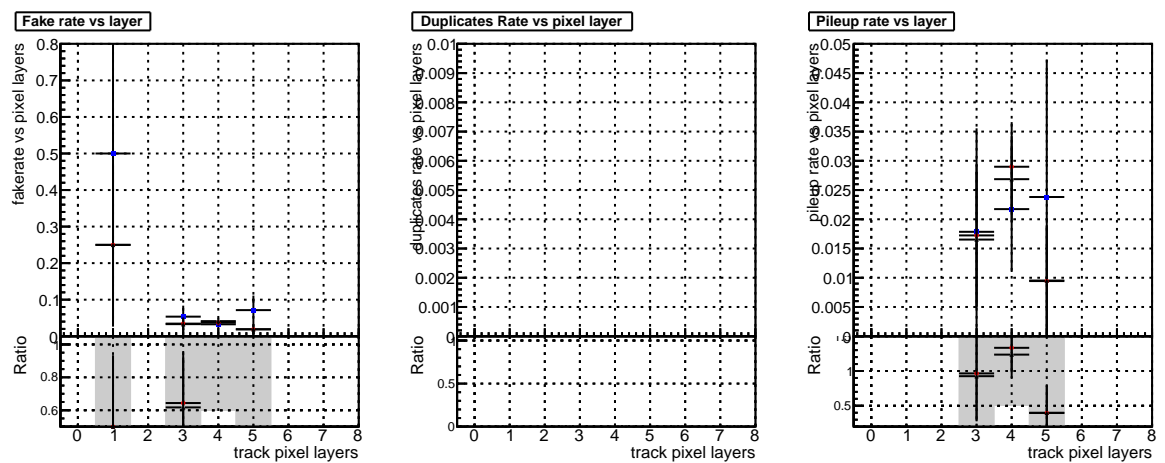 Fake rate vs layer
fakerate vs pixel layers
0.8
0.7
0.6
0.5
0.4
0.3
0.2
0.1
0
Ratio
1
0.8
0.6
0 1 2 3 4 5 6 7 8
track pixel layers
Duplicates Rate vs pixel layer
duplicates rate vs pixel layers
0.01
0.009
0.008
0.007
0.006
0.005
0.004
0.003
0.002
0.001
0
Ratio
1
0.5
0
0 1 2 3 4 5 6 7 8
track pixel layers
Pileup rate vs layer
pileup rate vs pixel layers
0.05
0.045
0.04
0.035
0.03
0.025
0.02
0.015
0.01
0.005
0
Ratio
1
0.5
0 1 2 3 4 5 6 7 8
track pixel layers